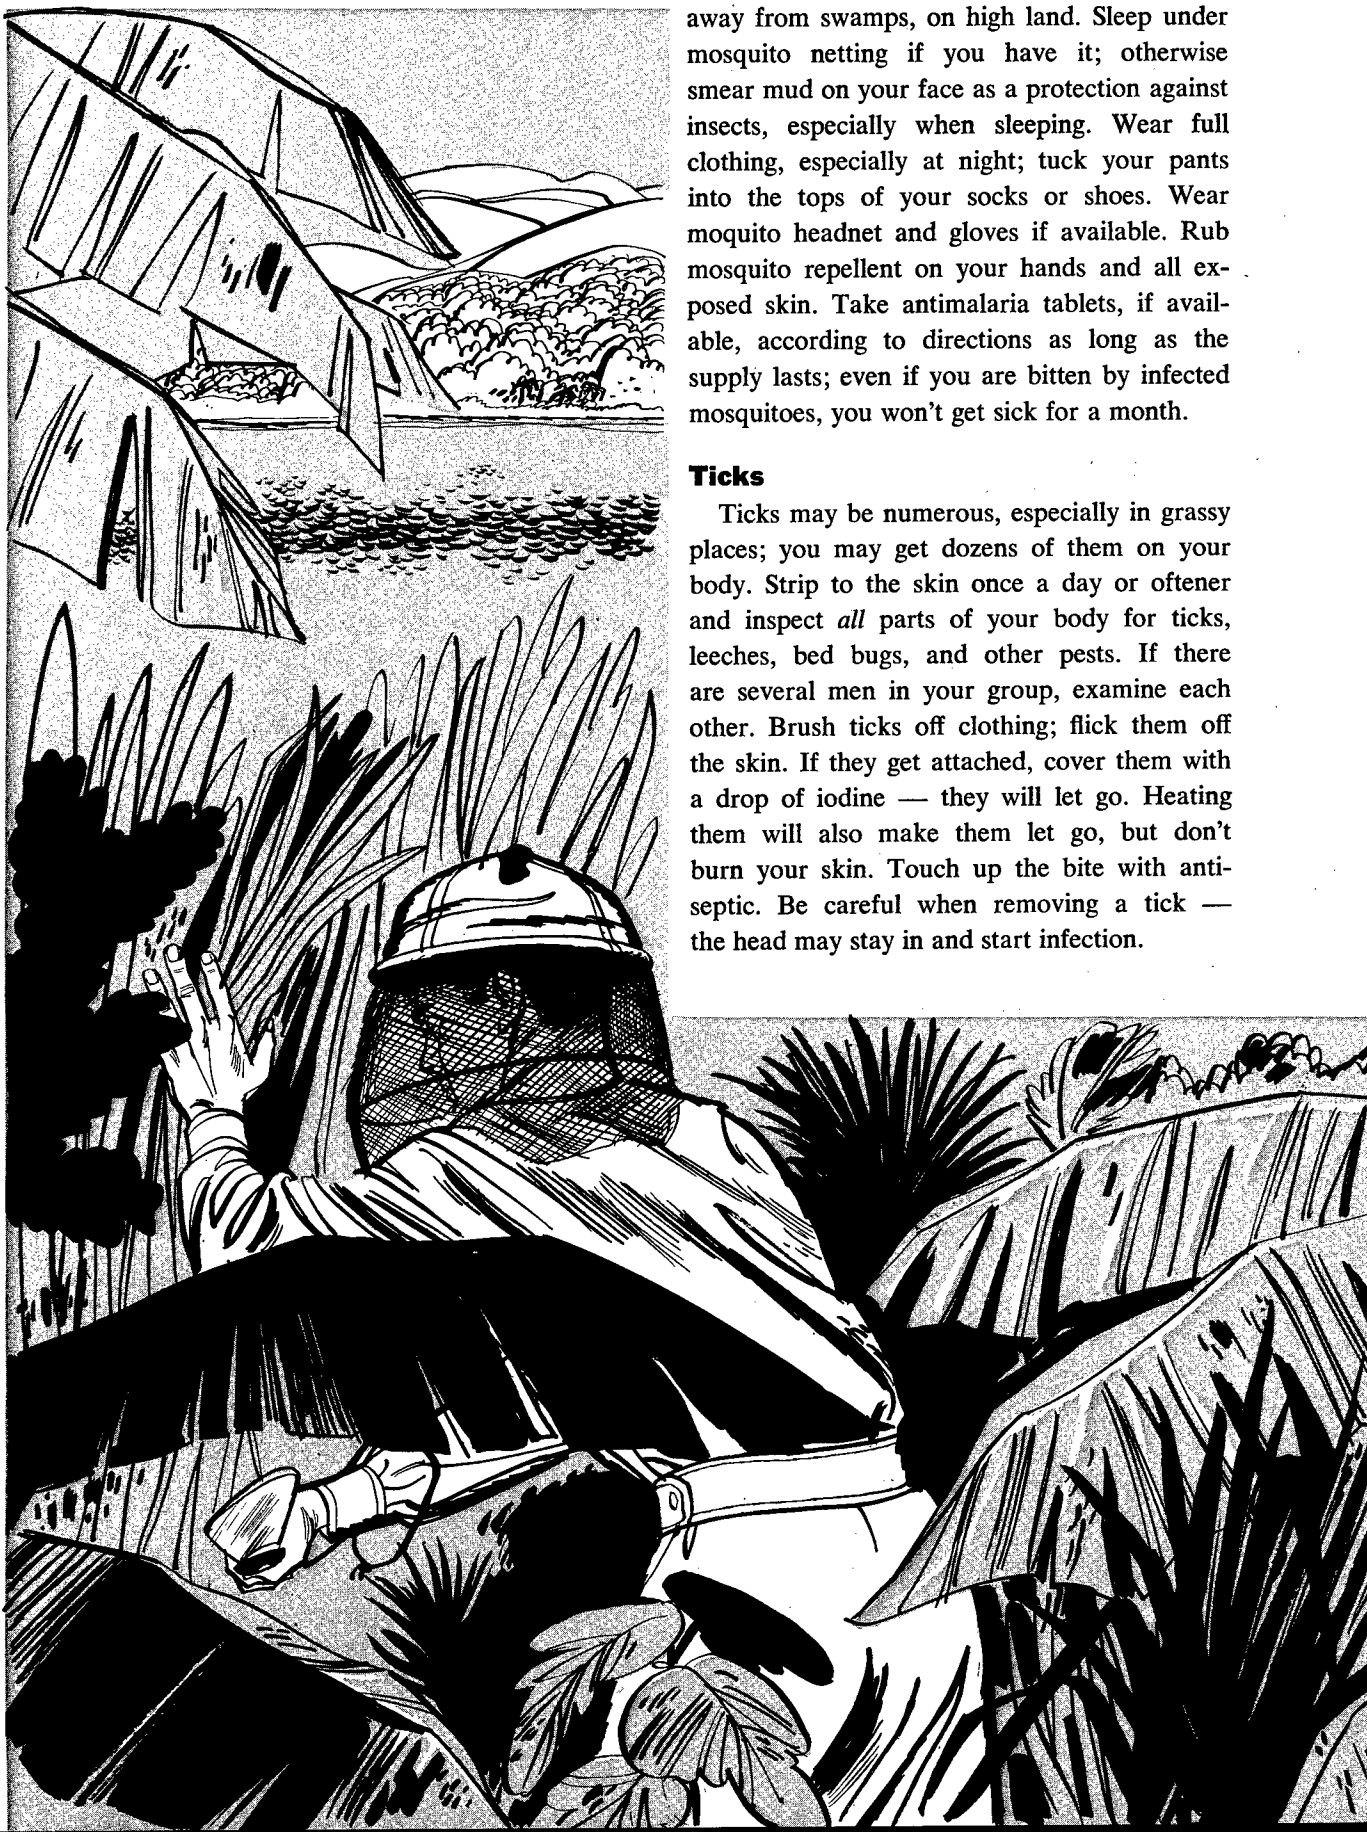 away from swamps, on high land. Sleep under
mosquito netting if you have it; otherwise
smear mud on your face as a protection against
insects, especially when sleeping. Wear full
clothing, especially at night; tuck your pants
into the tops of your socks or shoes. Wear
moquito headnet and gloves if available. Rub
mosquito repellent on your hands and all ex-
posed skin. Take antimalaria tablets, if avail-
able, according to directions as long as the
supply lasts; even if you are bitten by infected
mosquitoes, you won't get sick for a month.
Ticks
Ticks may be numerous, especially in grassy
places; you may get dozens of them on your
body. Strip to the skin once a day or oftener
and inspect all parts of your body for ticks,
leeches, bed bugs, and other pests. If there
are several men in your group, examine each
other. Brush ticks off clothing; flick them off
the skin. If they get attached, cover them with
a drop of iodine — they will let go. Heating
them will also make them let go, but don't
burn your skin. Touch up the bite with anti-
septic. Be careful when removing a tick —
the head may stay in and start infection.